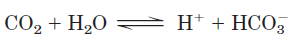 CO₂ + H₂O ⇌ H⁺ + HCO₃⁻